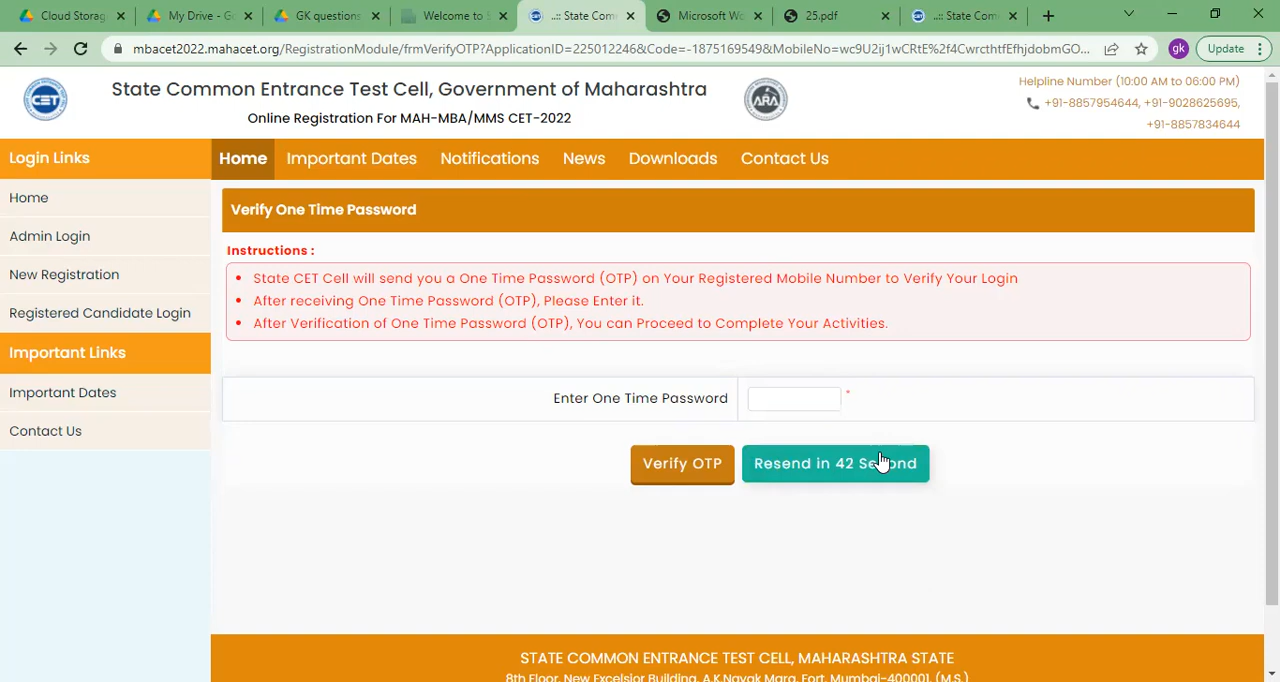 Cloud Storag
My Drive - G
GK questions
Welcome to S
..:: State Com
Microsoft Wo
25.pdf
..:: State Com
mbacet2022.mahacet.org/RegistrationModule/frmVerifyOTP?ApplicationID=225012246&Code=-1875169549&MobileNo=wc9U2ij1wCRtE%2f4CwrcthtfEfhjdobmGO...
gk
Update
CET
State Common Entrance Test Cell, Government of Maharashtra
Online Registration For MAH-MBA/MMS CET-2022
ARA
Helpline Number (10:00 AM to 06:00 PM)
+91-8857954644, +91-9028625695,
+91-8857834644
Login Links
Home
Admin Login
New Registration
Registered Candidate Login
Important Links
Important Dates
Contact Us
Home Important Dates Notifications News Downloads Contact Us
Verify One Time Password
Instructions :
• State CET Cell will send you a One Time Password (OTP) on Your Registered Mobile Number to Verify Your Login
• After receiving One Time Password (OTP), Please Enter it.
• After Verification of One Time Password (OTP), You can Proceed to Complete Your Activities.
Enter One Time Password *
Verify OTP
Resend in 42 Second
STATE COMMON ENTRANCE TEST CELL, MAHARASHTRA STATE
8th Floor, New Excelsior Building, A.K.Nayak Marg, Fort, Mumbai-400001. (M.S.)